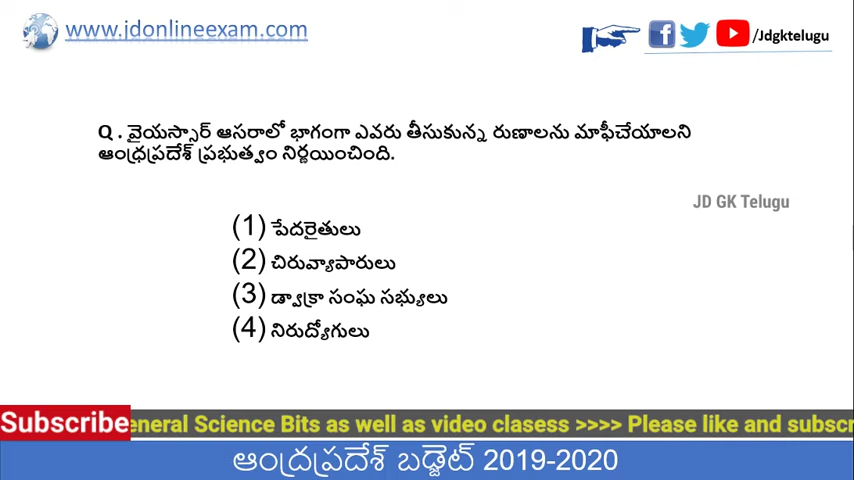 www.jdonlineexam.com
/Jdgktelugu
Q . వైయస్సార్ ఆసరాలో భాగంగా ఎవరు తీసుకున్న రుణాలను మాఫీచేయాలని
ఆంధ్రప్రదేశ్ ప్రభుత్వం నిర్ణయించింది.
JD GK Telugu
(1) పేదరైతులు
(2) చిరువ్యాపారులు
(3) డ్వాక్రా సంఘ సభ్యులు
(4) నిరుద్యోగులు
Subscribe
eneral Science Bits as well as video clasess >>>> Please like and subscr
ఆంద్రప్రదేశ్ బడ్జెట్ 2019-2020